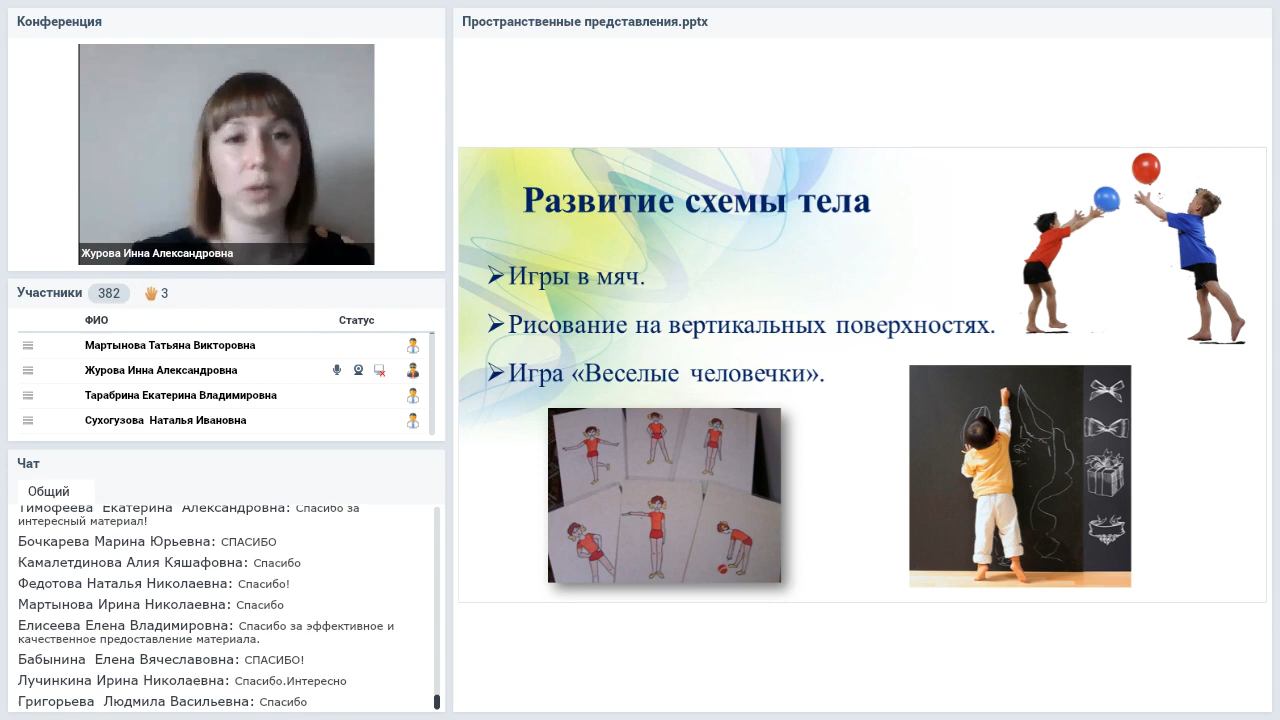 Конференция
Журова Инна Александровна
Участники 382 3
ФИО Статус
Мартынова Татьяна Викторовна
Журова Инна Александровна
Тарабрина Екатерина Владимировна
Сухогузова Наталья Ивановна
Чат
Общий
Тимофеева Екатерина Александровна: Спасибо за
интересный материал!
Бочкарева Марина Юрьевна: СПАСИБО
Камалетдинова Алия Кяшафовна: Спасибо
Федотова Наталья Николаевна: Спасибо!
Мартынова Ирина Николаевна: Спасибо
Елисеева Елена Владимировна: Спасибо за эффективное и
качественное предоставление материала.
Бабынина Елена Вячеславовна: СПАСИБО!
Лучинкина Ирина Николаевна: Спасибо.Интересно
Григорьева Людмила Васильевна: Спасибо
Пространственные представления.pptx
Развитие схемы тела
➢Игры в мяч.
➢Рисование на вертикальных поверхностях.
➢Игра «Веселые человечки».